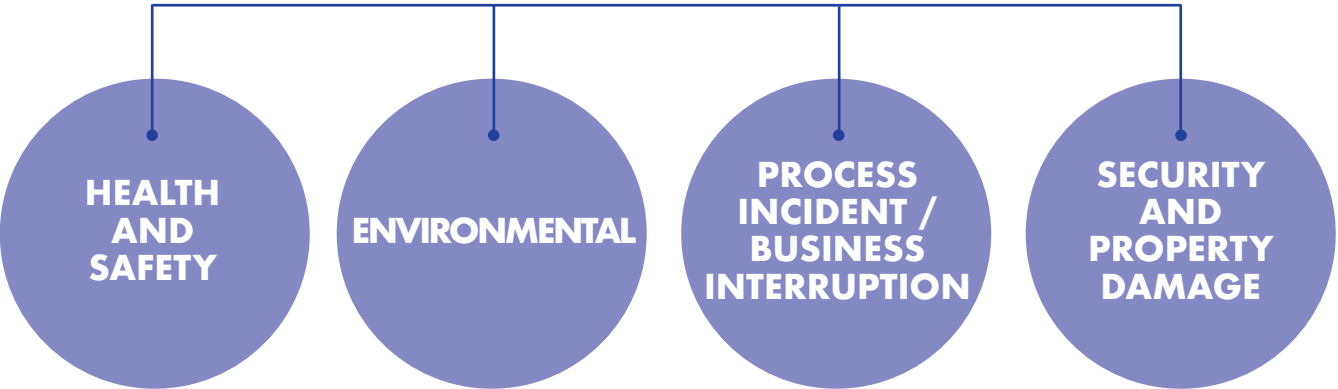 HEALTH
AND
SAFETY
ENVIRONMENTAL
PROCESS
INCIDENT /
BUSINESS
INTERRUPTION
SECURITY
AND
PROPERTY
DAMAGE